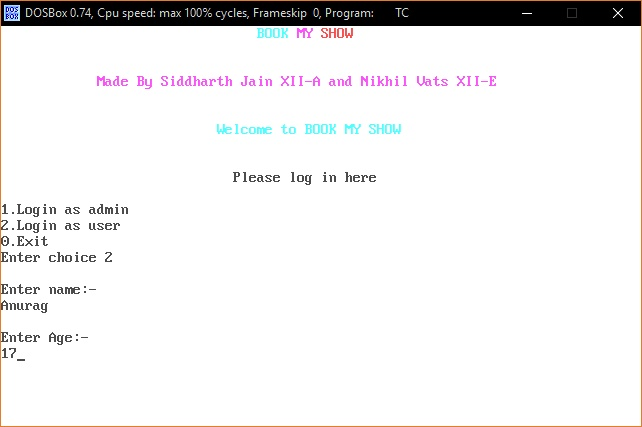 DOS BOX DOSBox 0.74, Cpu speed: max 100% cycles, Frameskip 0, Program: TC
BOOK MY SHOW
Made By Siddharth Jain XII-A and Nikhil Vats XII-E
Welcome to BOOK MY SHOW
Please log in here
1.Login as admin
2.Login as user
0.Exit
Enter choice 2
Enter name:-
Anurag
Enter Age:-
17_